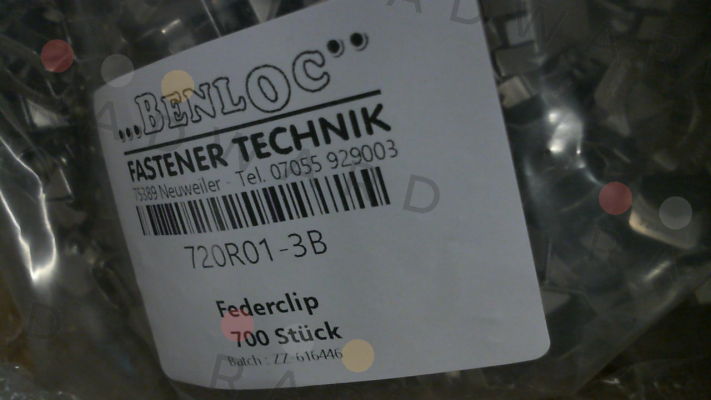 ...BENLOC••
FASTENER TECHNIK
75389 Neuweiler - Tel. 07055 929003
720R01-3B
Federclip
700 Stück
Batch : ZZ-616446